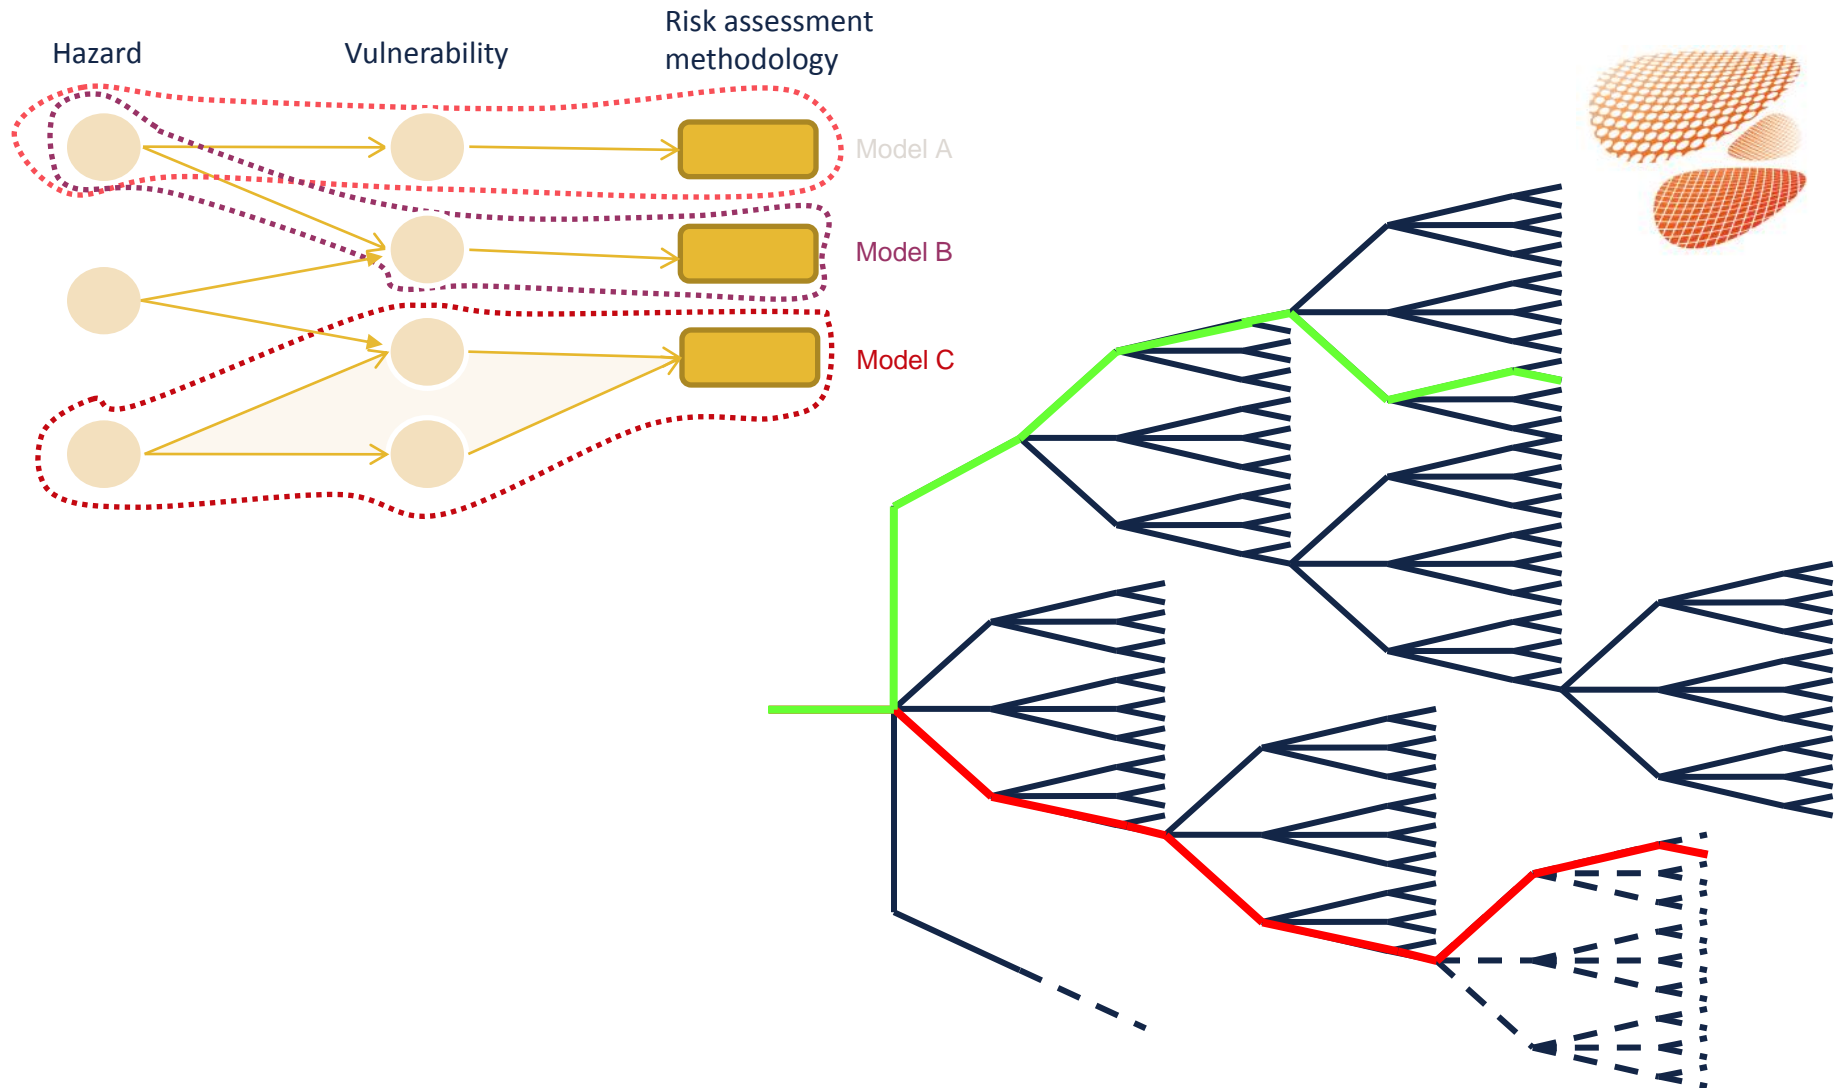 Hazard
Vulnerability
Risk assessment
methodology
Model A
Model B
Model C